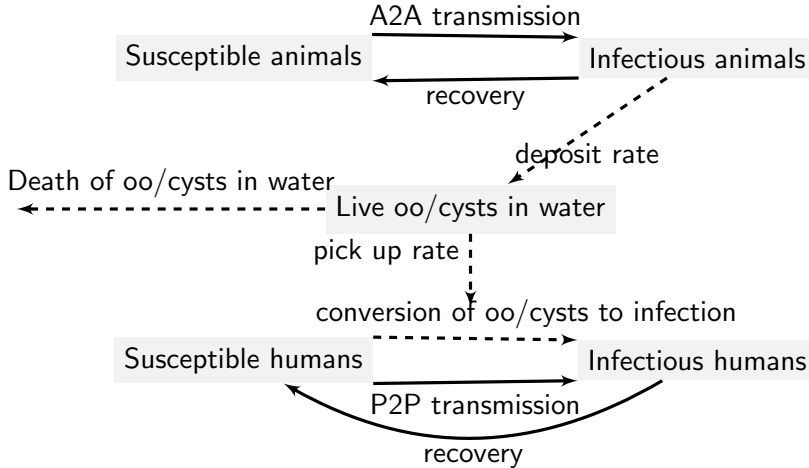 A2A transmission
Susceptible animals
Infectious animals
recovery
deposit rate
Death of oo/cysts in water
Live oo/cysts in water
pick up rate
conversion of oo/cysts to infection
Susceptible humans
Infectious humans
P2P transmission
recovery